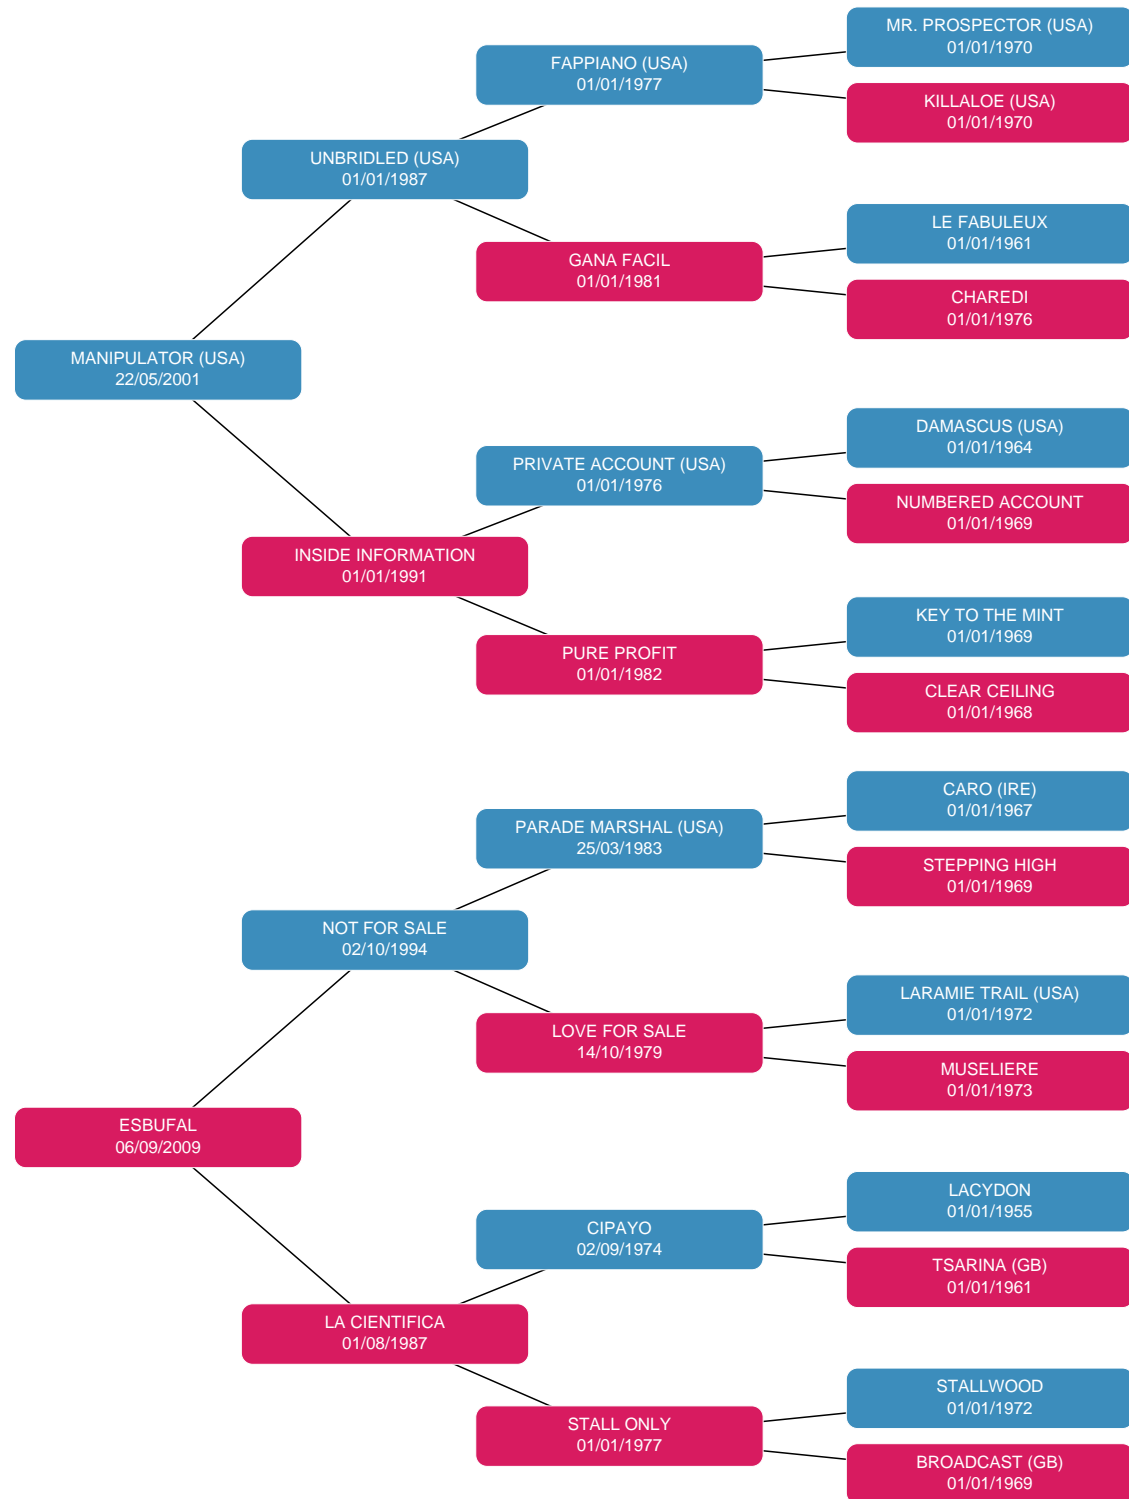 MR. PROSPECTOR (USA)
01/01/1970
FAPPIANO (USA)
01/01/1977
KILLALOE (USA)
01/01/1970
UNBRIDLED (USA)
01/01/1987
LE FABULEUX
01/01/1961
GANA FACIL
01/01/1981
CHAREDI
01/01/1976
MANIPULATOR (USA)
22/05/2001
DAMASCUS (USA)
01/01/1964
PRIVATE ACCOUNT (USA)
01/01/1976
NUMBERED ACCOUNT
01/01/1969
INSIDE INFORMATION
01/01/1991
KEY TO THE MINT
01/01/1969
PURE PROFIT
01/01/1982
CLEAR CEILING
01/01/1968
CARO (IRE)
01/01/1967
PARADE MARSHAL (USA)
25/03/1983
STEPPING HIGH
01/01/1969
NOT FOR SALE
02/10/1994
LARAMIE TRAIL (USA)
01/01/1972
LOVE FOR SALE
14/10/1979
MUSELIERE
01/01/1973
ESBUFAL
06/09/2009
LACYDON
01/01/1955
CIPAYO
02/09/1974
TSARINA (GB)
01/01/1961
LA CIENTIFICA
01/08/1987
STALLWOOD
01/01/1972
STALL ONLY
01/01/1977
BROADCAST (GB)
01/01/1969